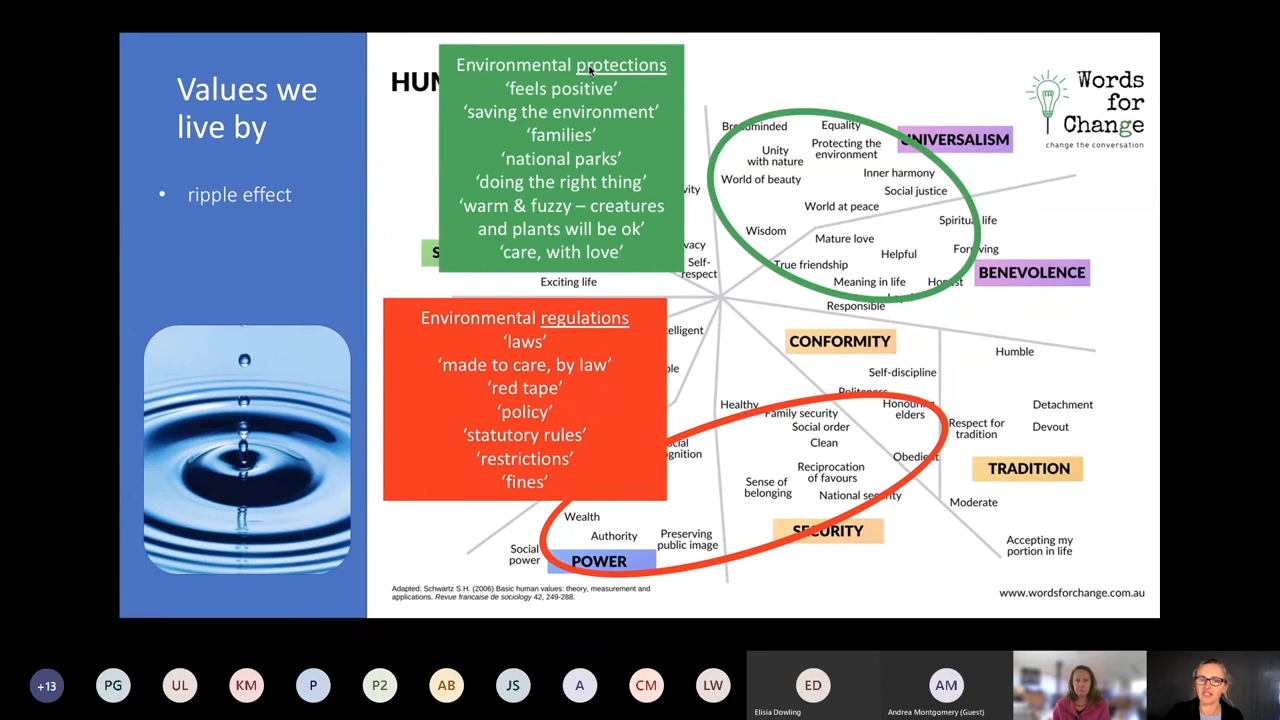 Values we
live by
• ripple effect
HUM
Environmental protections
‘feels positive’
‘saving the environment’
‘families’
‘national parks’
‘doing the right thing’
‘warm & fuzzy – creatures
and plants will be ok’
‘care, with love’
Words
for
Change
change the conversation
Broadminded
Equality
UNIVERSALISM
Unity
with nature
Protecting the
environment
World of beauty
Inner harmony
Social justice
World at peace
Spiritual life
Wisdom
Mature love
Helpful
Forgiving
True friendship
Meaning in life
Honest
BENEVOLENCE
Responsible
vity
vacy
Self-
respect
S
Exciting life
Environmental regulations
‘laws’
‘made to care, by law’
‘red tape’
‘policy’
‘statutory rules’
‘restrictions’
‘fines’
telligent
ble
ocial
ognition
CONFORMITY
Humble
Self-discipline
Politeness
Healthy
Family security
Honouring
elders
Detachment
Social order
Respect for
tradition
Devout
Clean
Obedient
TRADITION
Reciprocation
of favours
Sense of
belonging
National security
Moderate
SECURITY
Accepting my
portion in life
Wealth
Authority
Preserving
public image
Social
power
POWER
Adapted: Schwartz S.H. (2006) Basic human values: theory, measurement and
applications. Revue francaise de sociology 42, 249-288.
www.wordsforchange.com.au
+13
PG
UL
KM
P
P2
AB
JS
A
CM
LW
ED
AM
Elisia Dowling
Andrea Montgomery (Guest)